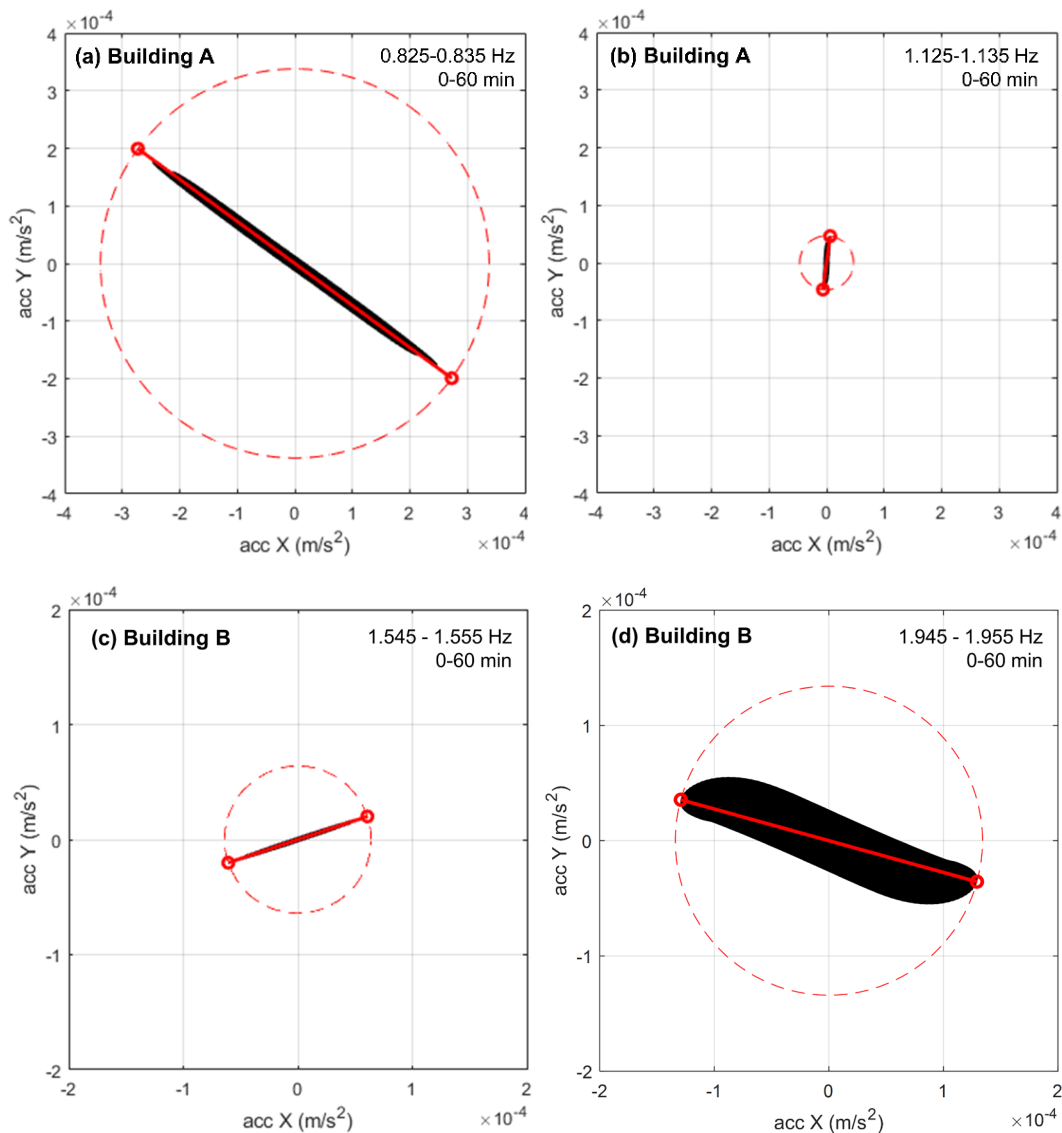 ×10⁻⁴
(a) Building A
0.825-0.835 Hz
0-60 min
4
3
2
1
0
-1
-2
-3
-4
acc Y (m/s²)
-4 -3 -2 -1 0 1 2 3 4
acc X (m/s²)
×10⁻⁴
×10⁻⁴
(b) Building A
1.125-1.135 Hz
0-60 min
4
3
2
1
0
-1
-2
-3
-4
acc Y (m/s²)
-4 -3 -2 -1 0 1 2 3 4
acc X (m/s²)
×10⁻⁴
×10⁻⁴
(c) Building B
1.545 - 1.555 Hz
0-60 min
2
1
0
-1
-2
acc Y (m/s²)
-2 -1 0 1 2
acc X (m/s²)
×10⁻⁴
×10⁻⁴
(d) Building B
1.945 - 1.955 Hz
0-60 min
2
1
0
-1
-2
acc Y (m/s²)
-2 -1 0 1 2
acc X (m/s²)
×10⁻⁴